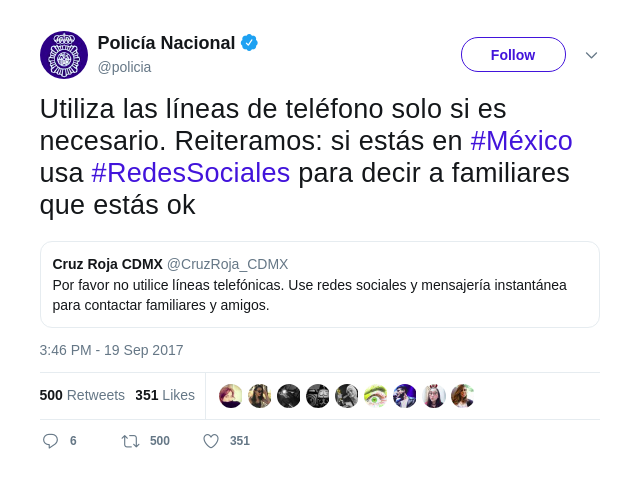 Policía Nacional
@policia
Follow
Utiliza las líneas de teléfono solo si es
necesario. Reiteramos: si estás en #México
usa #RedesSociales para decir a familiares
que estás ok
Cruz Roja CDMX @CruzRoja_CDMX
Por favor no utilice líneas telefónicas. Use redes sociales y mensajería instantánea
para contactar familiares y amigos.
3:46 PM - 19 Sep 2017
500 Retweets 351 Likes
6 500 351